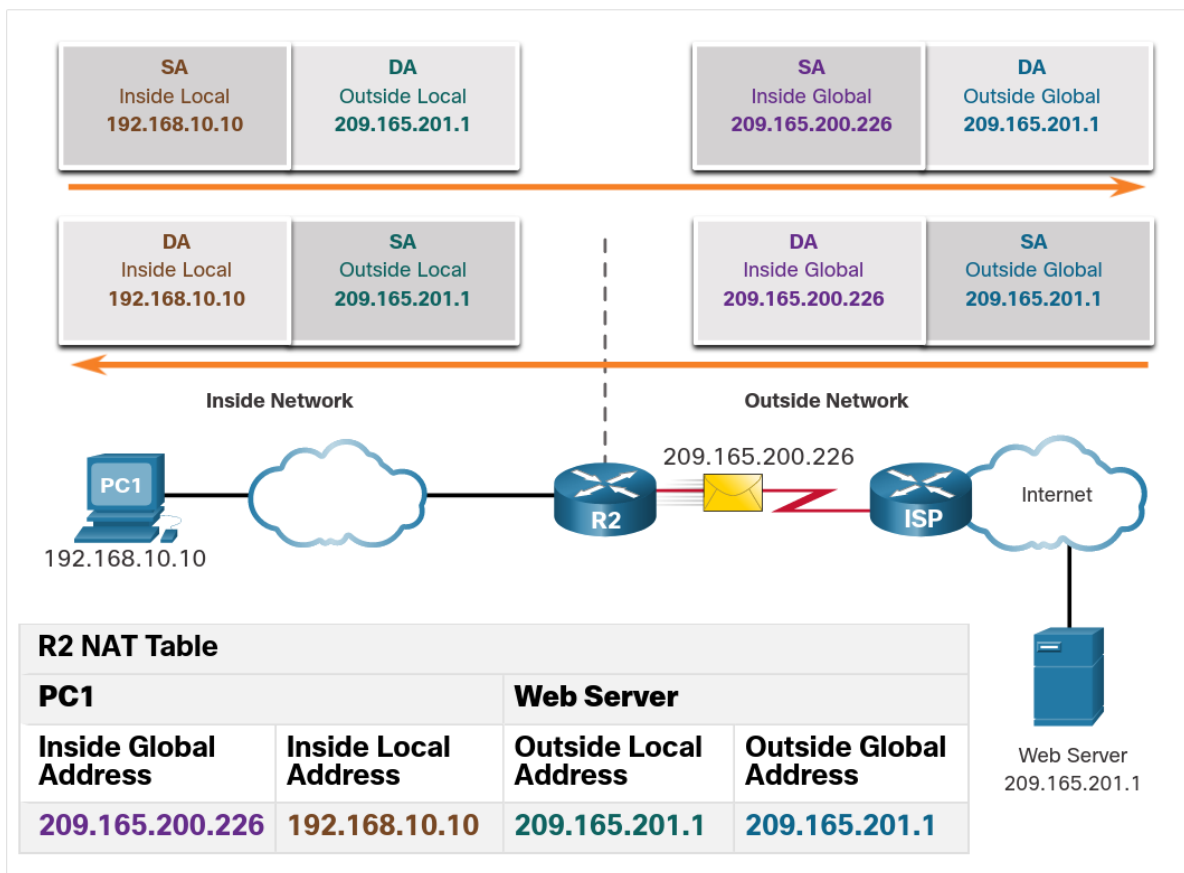 SA
Inside Local
192.168.10.10
DA
Outside Local
209.165.201.1
SA
Inside Global
209.165.200.226
DA
Outside Global
209.165.201.1
DA
Inside Local
192.168.10.10
SA
Outside Local
209.165.201.1
DA
Inside Global
209.165.200.226
SA
Outside Global
209.165.201.1
Inside Network
Outside Network
209.165.200.226
PC1
192.168.10.10
R2
ISP
Internet
Web Server
209.165.201.1
R2 NAT Table
PC1
Web Server
Inside Global
Address
Inside Local
Address
Outside Local
Address
Outside Global
Address
209.165.200.226
192.168.10.10
209.165.201.1
209.165.201.1